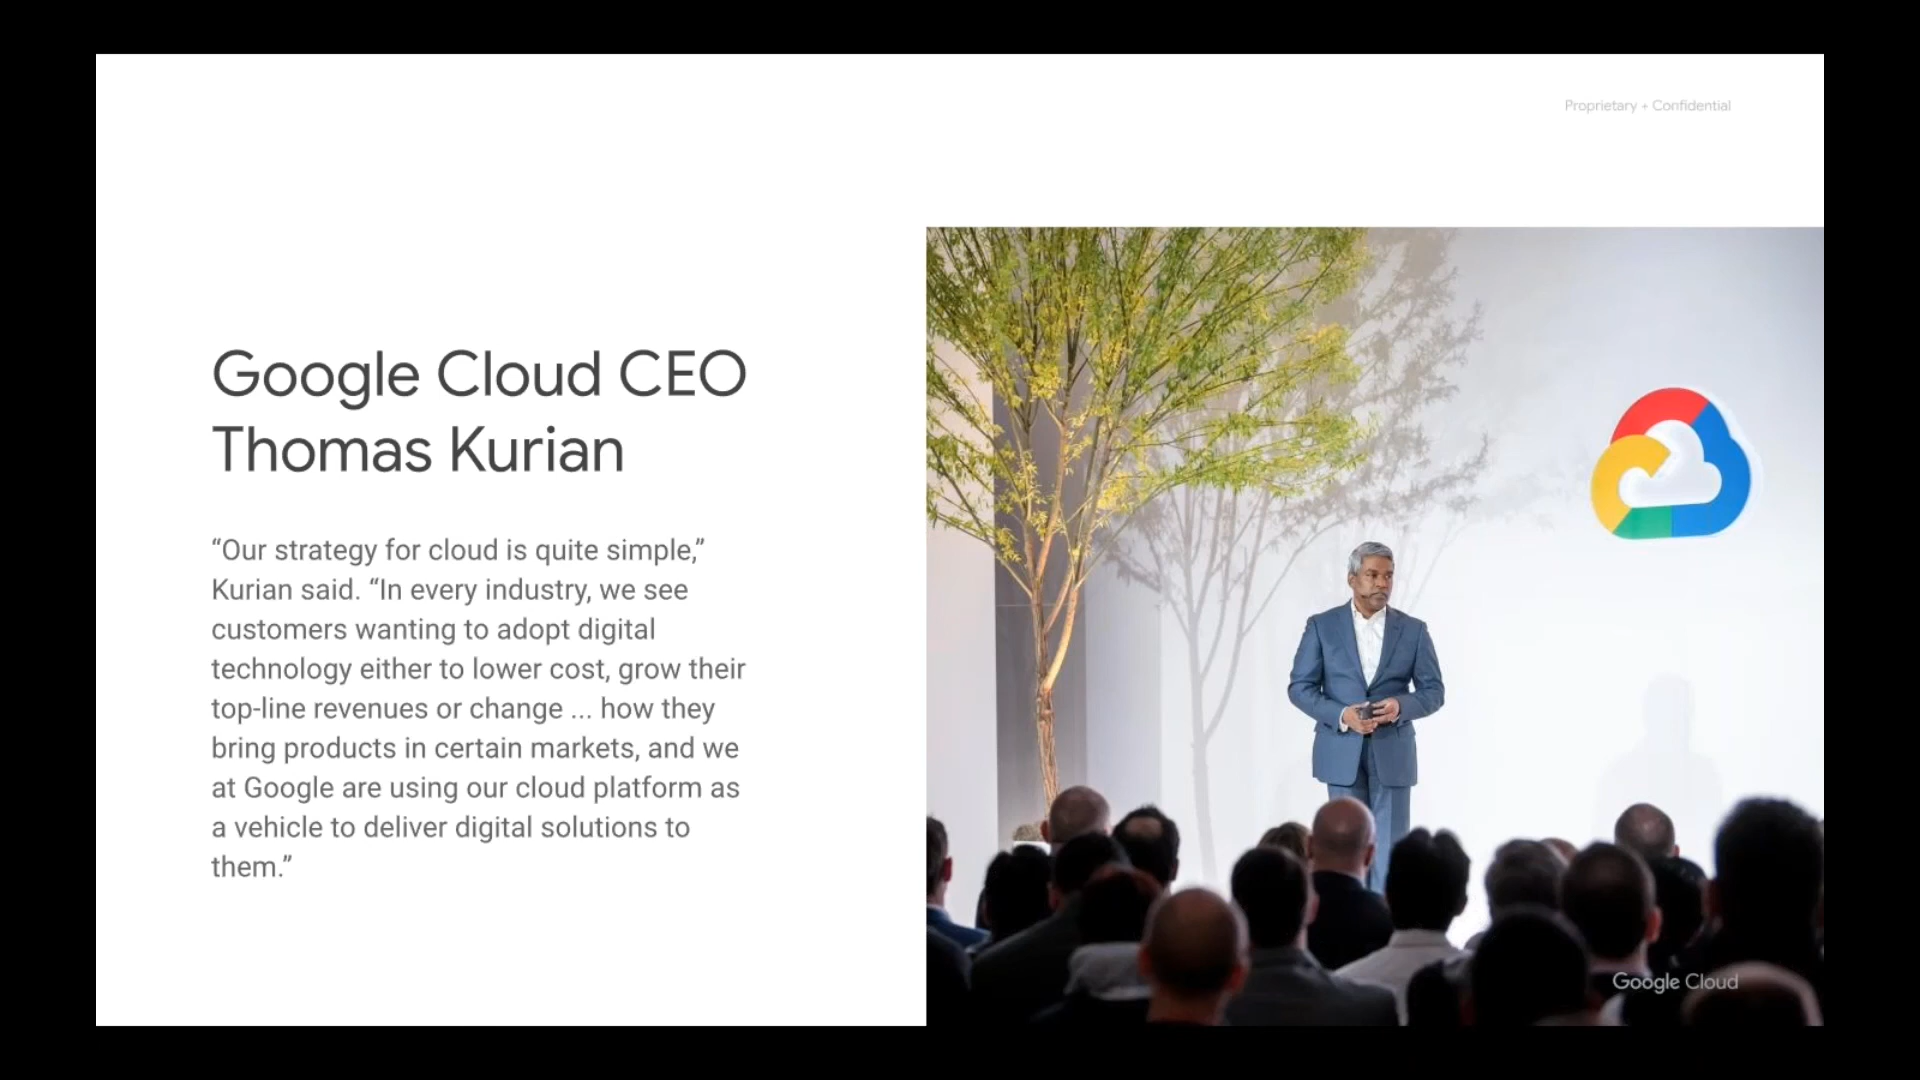 Proprietary + Confidential
Google Cloud CEO
Thomas Kurian
“Our strategy for cloud is quite simple,”
Kurian said. “In every industry, we see
customers wanting to adopt digital
technology either to lower cost, grow their
top-line revenues or change ... how they
bring products in certain markets, and we
at Google are using our cloud platform as
a vehicle to deliver digital solutions to
them.”
Google Cloud